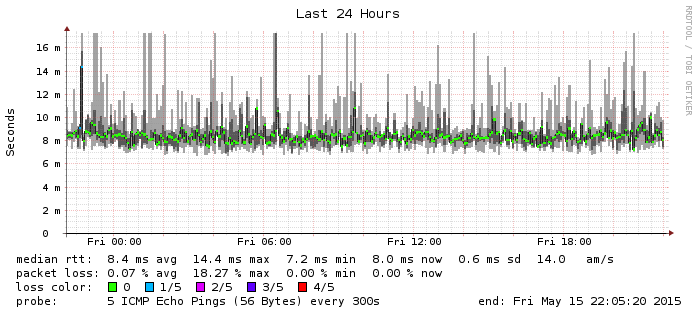 Last 24 Hours
RRDTOOL / TOBI OETIKER
Seconds
16 m
14 m
12 m
10 m
8 m
6 m
4 m
2 m
0
Fri 00:00 Fri 06:00 Fri 12:00 Fri 18:00
median rtt: 8.4 ms avg 14.4 ms max 7.2 ms min 8.0 ms now 0.6 ms sd 14.0 am/s
packet loss: 0.07 % avg 18.27 % max 0.00 % min 0.00 % now
loss color: 0 1/5 2/5 3/5 4/5
probe: 5 ICMP Echo Pings (56 Bytes) every 300s end: Fri May 15 22:05:20 2015